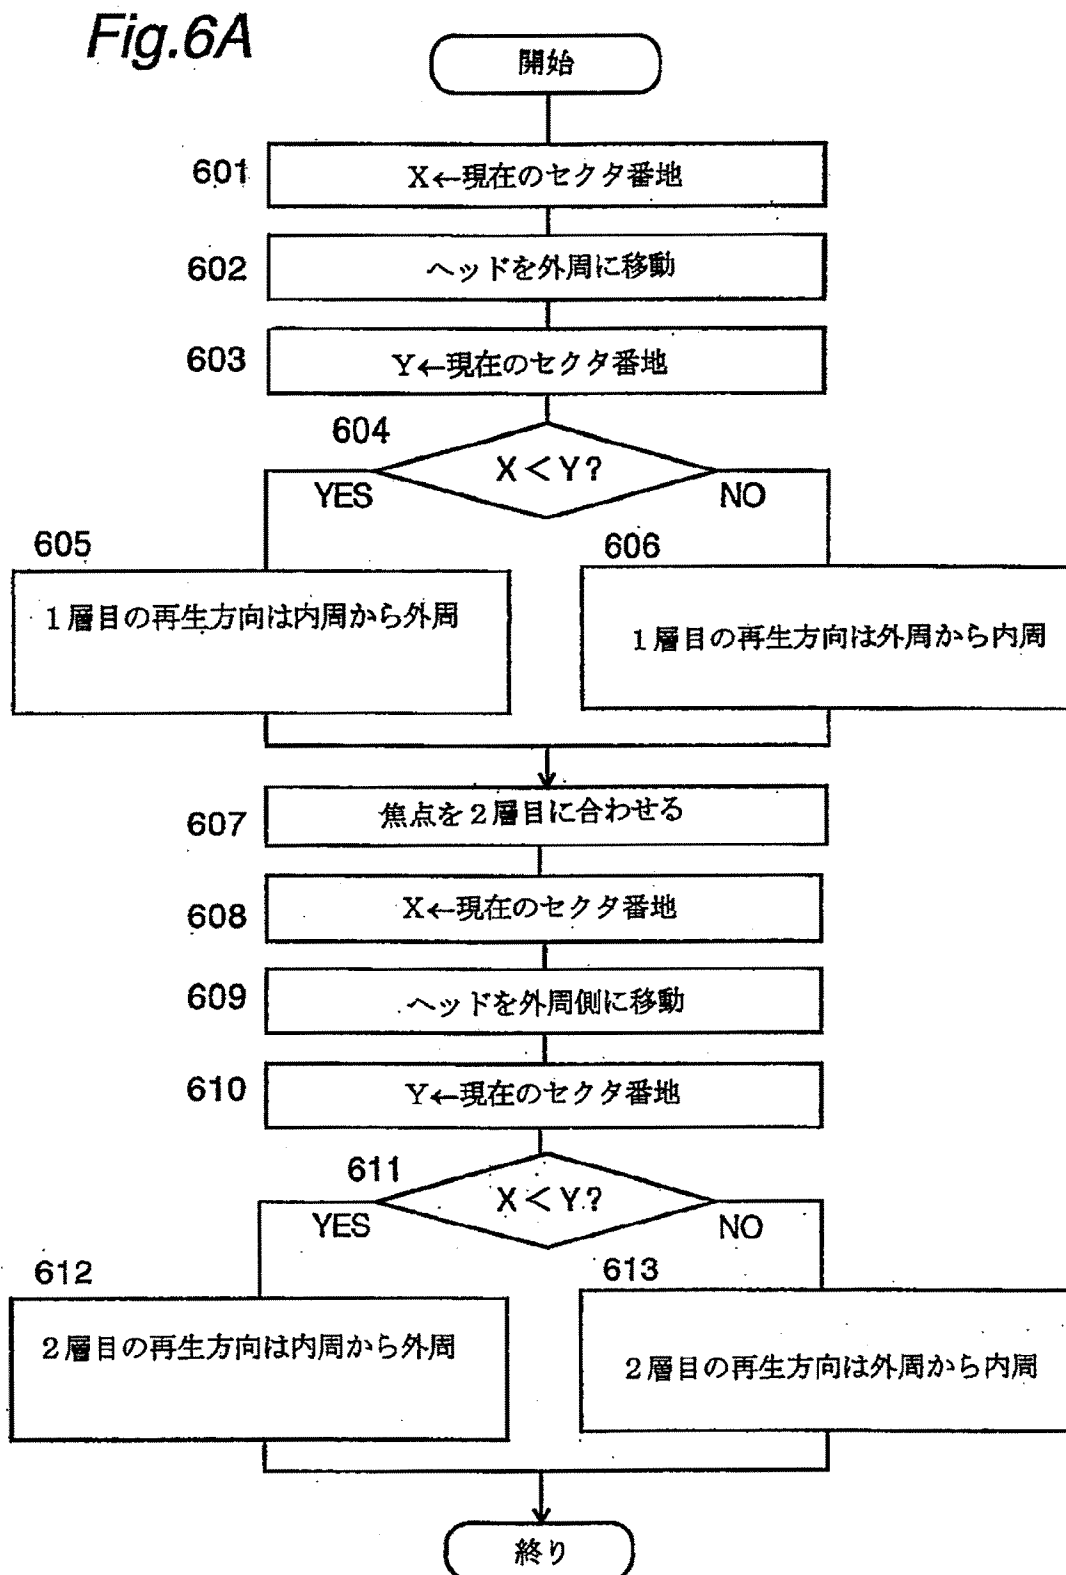 Fig.6A
開始
601
X←現在のセクタ番地
602
ヘッドを外周に移動
603
Y←現在のセクタ番地
604
X<Y?
YES
NO
605
1層目の再生方向は内周から外周
606
1層目の再生方向は外周から内周
607
焦点を2層目に合わせる
608
X←現在のセクタ番地
609
ヘッドを外周側に移動
610
Y←現在のセクタ番地
611
X<Y?
YES
NO
612
2層目の再生方向は内周から外周
613
2層目の再生方向は外周から内周
終り